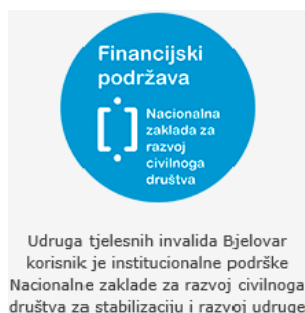 Financijski
podržava
Nacionalna
zaklada za
razvoj
civilnoga
društva
Udruga tjelesnih invalida Bjelovar
korisnik je institucionalne podrške
Nacionalne zaklade za razvoj civilnoga
društva za stabilizaciju i razvoj udruge